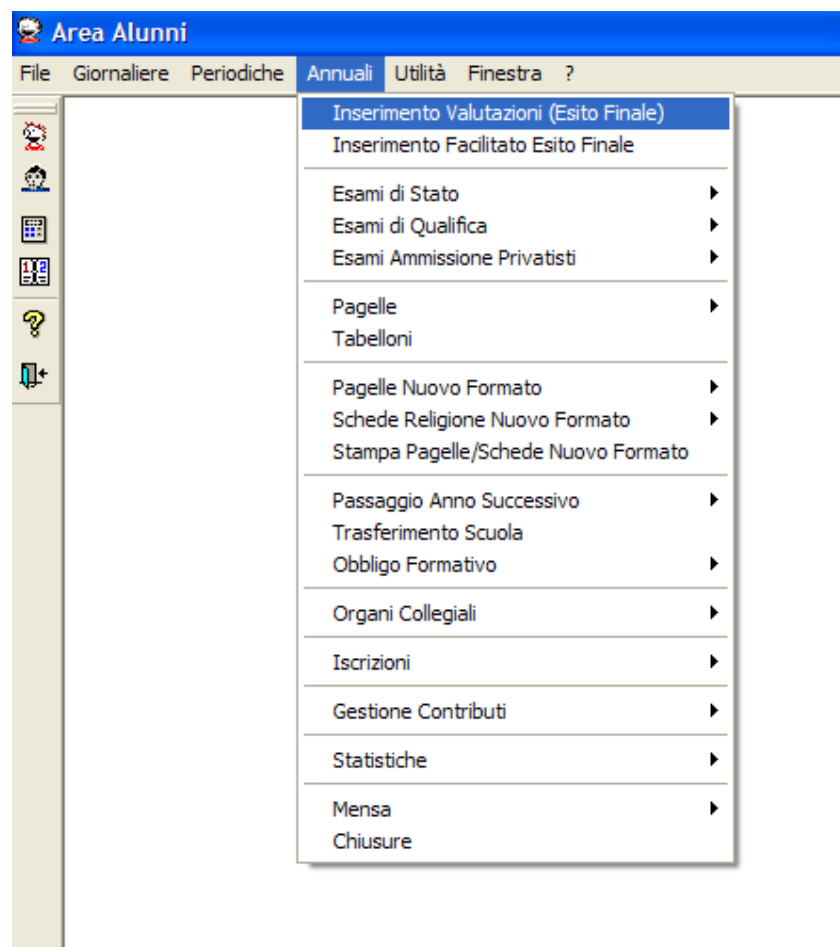 Area Alunni
File Giornaliere Periodiche Annuali Utilità Finestra ?
Inserimento Valutazioni (Esito Finale)
Inserimento Facilitato Esito Finale
Esami di Stato
Esami di Qualifica
Esami Ammissione Privatisti
Pagelle
Tabelloni
Pagelle Nuovo Formato
Schede Religione Nuovo Formato
Stampa Pagelle/Schede Nuovo Formato
Passaggio Anno Successivo
Trasferimento Scuola
Obbligo Formativo
Organi Collegiali
Iscrizioni
Gestione Contributi
Statistiche
Mensa
Chiusure